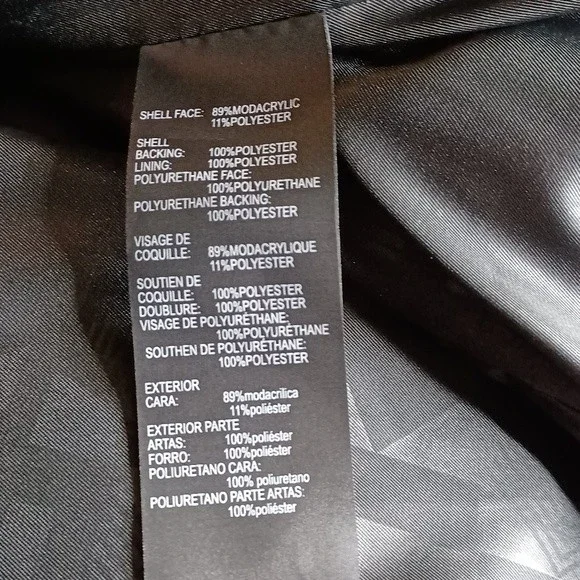 SHELL FACE: 89%MODACRYLIC
11%POLYESTER
SHELL
BACKING: 100%POLYESTER
LINING: 100%POLYESTER
POLYURETHANE FACE:
100%POLYURETHANE
POLYURETHANE BACKING:
100%POLYESTER
VISAGE DE
COQUILLE: 89%MODACRYLIQUE
11%POLYESTER
SOUTIEN DE
COQUILLE: 100%POLYESTER
DOUBLURE: 100%POLYESTER
VISAGE DE POLYURÉTHANE:
100%POLYURÉTHANE
SOUTHEN DE POLYURÉTHANE:
100%POLYESTER
EXTERIOR
CARA: 89%modacrílica
11%poliéster
EXTERIOR PARTE
ARTAS: 100%poliéster
FORRO: 100%poliéster
POLIURETANO CARA:
100% poliuretano
POLIURETANO PARTE ARTAS:
100%poliéster